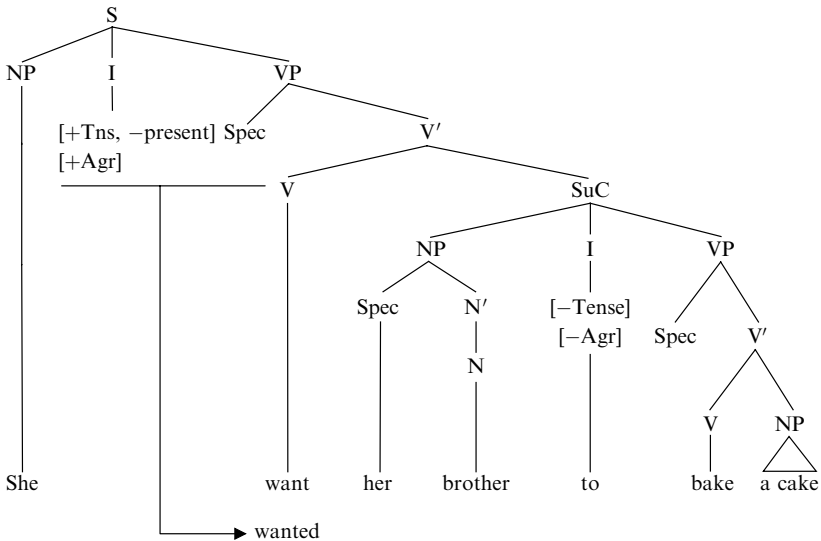 S
NP I VP
[+Tns, −present] Spec V′
[+Agr]
V SuC
NP I VP
Spec N′ [−Tense] Spec V′
[−Agr]
N
V NP
She want her brother to bake a cake
wanted